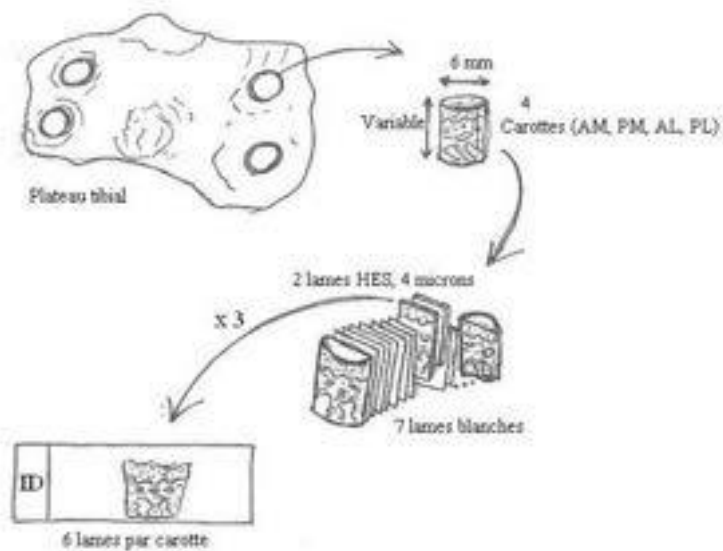 6 mm
Variable
4
Carottes (AM, PM, AL, PL)
Plateau tibial
2 lames HES, 4 microns
x 3
7 lames blanches
ID
6 lames par carotte